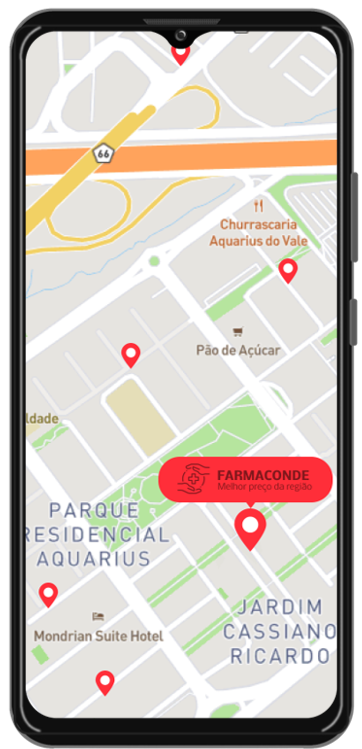 66
Churrascaria
Aquarius do Vale
Pão de Açúcar
ldade
FARMACONDE
Melhor preço da região
PARQUE
RESIDENCIAL
AQUARIUS
JARDIM
CASSIANO
RICARDO
Mondrian Suite Hotel